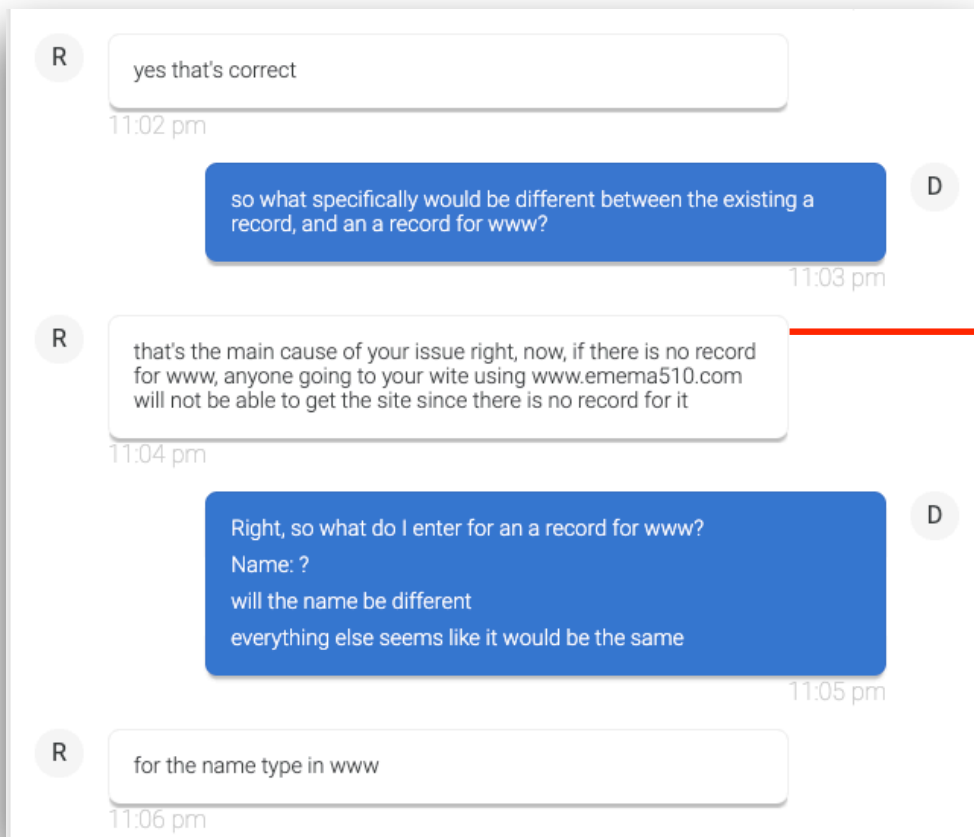 R
yes that's correct
11:02 pm
D
so what specifically would be different between the existing a
record, and an a record for www?
11:03 pm
R
that's the main cause of your issue right, now, if there is no record
for www, anyone going to your wite using www.emema510.com
will not be able to get the site since there is no record for it
11:04 pm
D
Right, so what do I enter for an a record for www?
Name: ?
will the name be different
everything else seems like it would be the same
11:05 pm
R
for the name type in www
11:06 pm